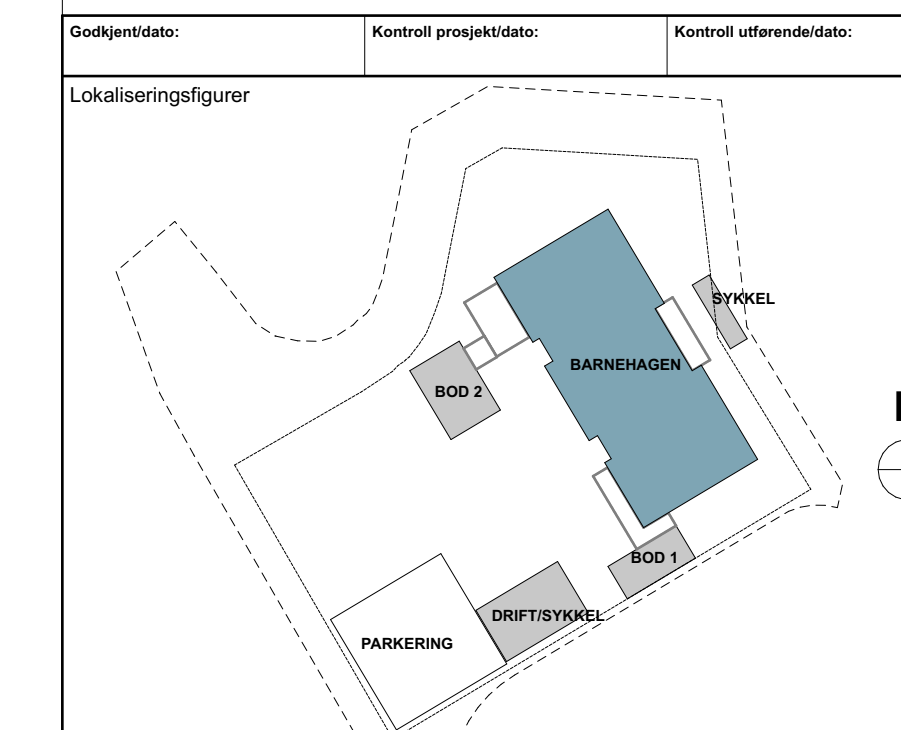 Godkjent/dato:
Kontroll prosjekt/dato:
Kontroll utførende/dato:
Lokaliseringsfigurer
SYKKEL
BARNEHAGEN
BOD 2
BOD 1
DRIFT/SYKKEL
PARKERING